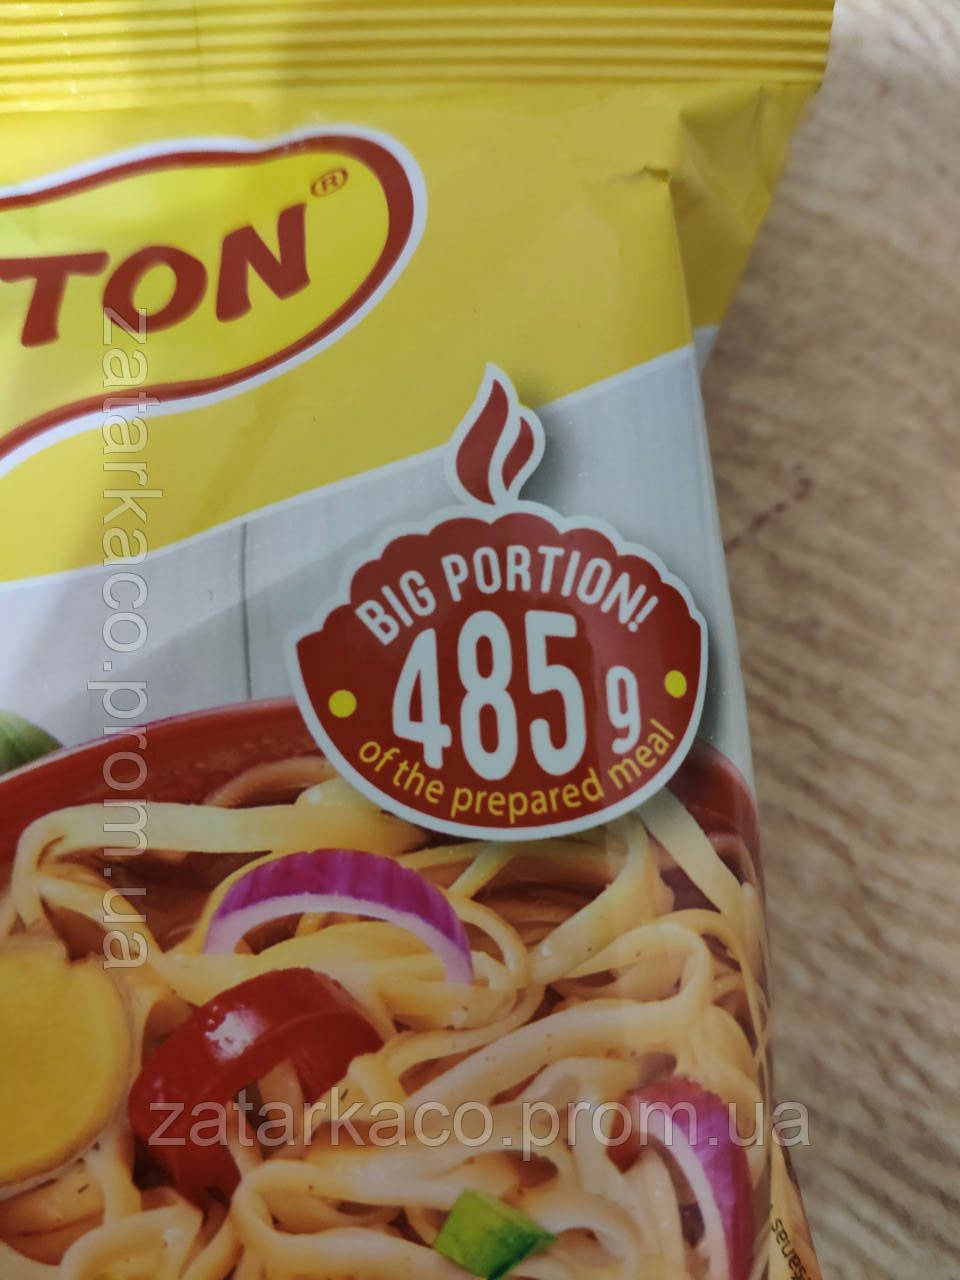 TON®
BIG PORTION!
485 g
of the prepared meal
zatarkaco.prom.ua
zatarkaco.prom.ua